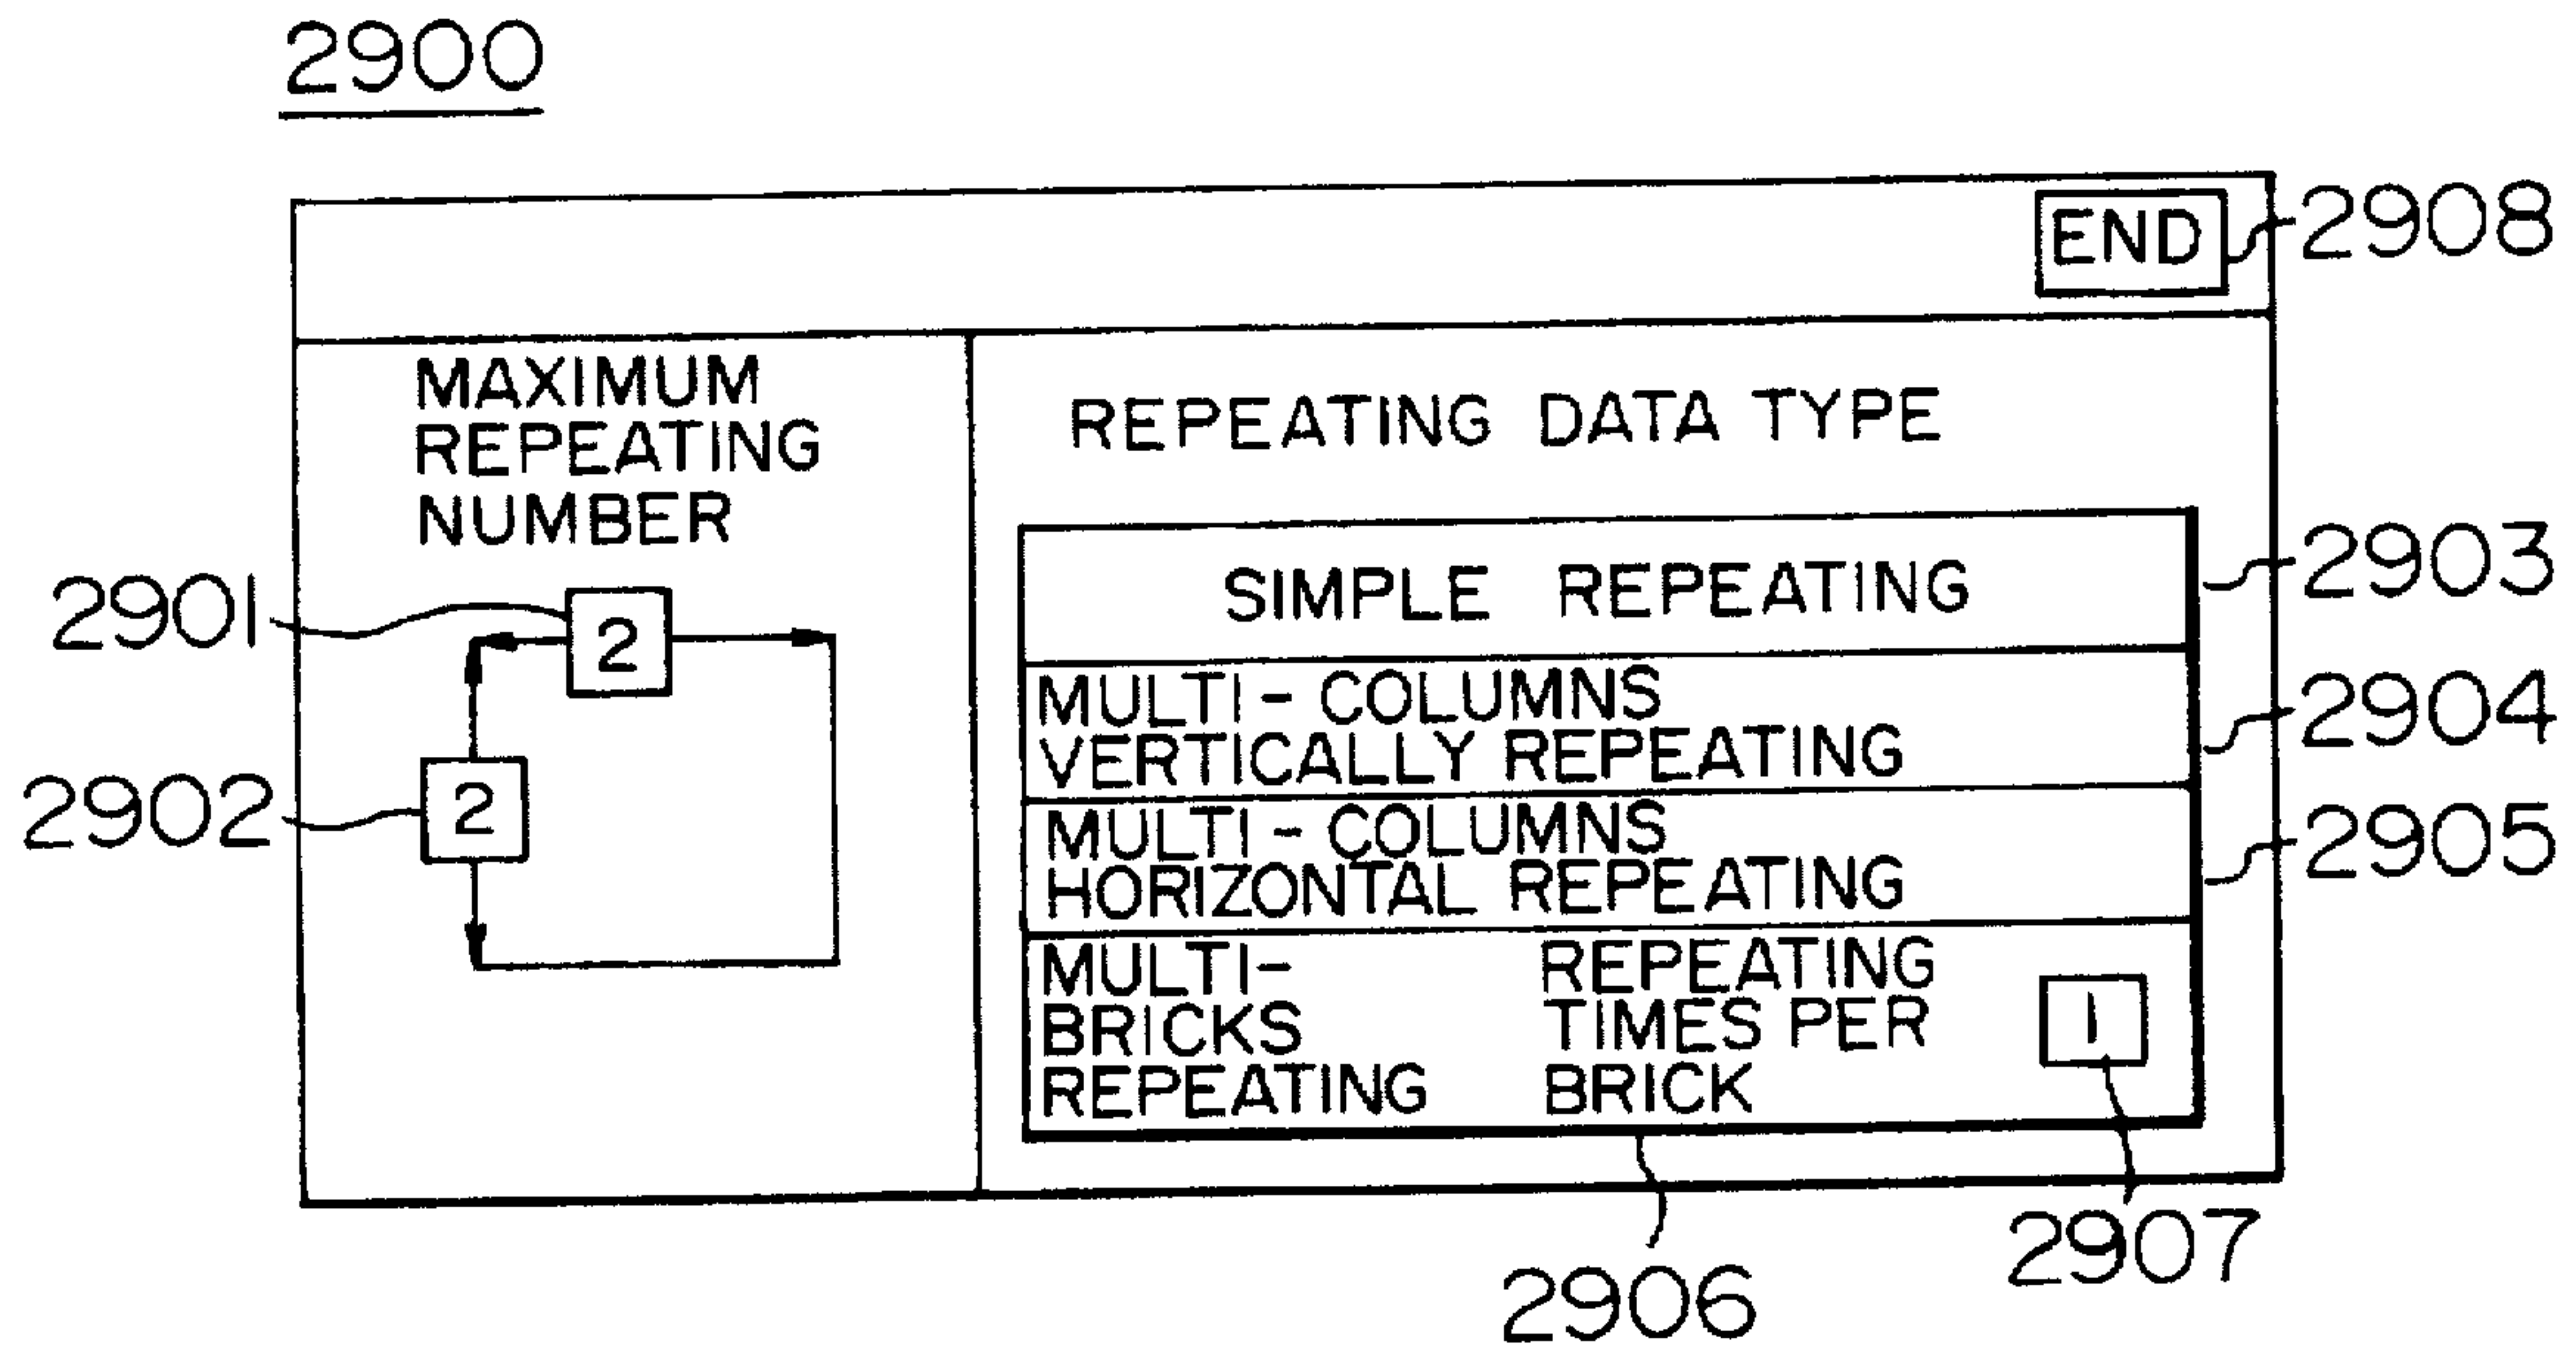 2900
END
2908
MAXIMUM
REPEATING
NUMBER
2901
2
2902
2
REPEATING DATA TYPE
SIMPLE REPEATING
2903
MULTI-COLUMNS
VERTICALLY REPEATING
2904
MULTI-COLUMNS
HORIZONTAL REPEATING
2905
MULTI-
BRICKS
REPEATING
REPEATING
TIMES PER
BRICK
1
2906
2907